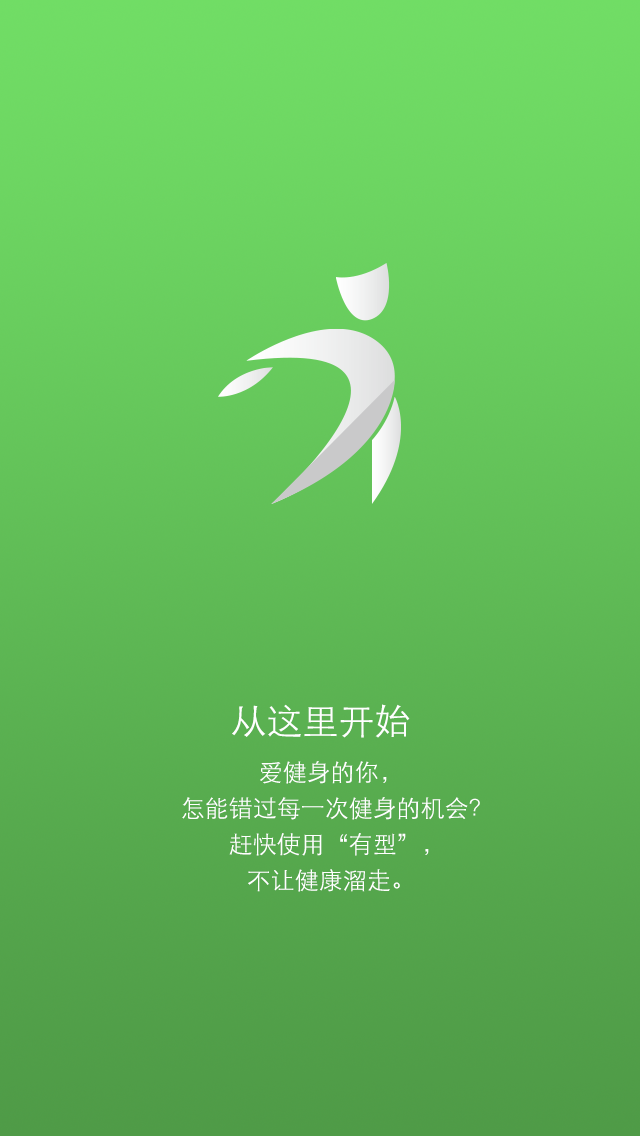 从这里开始
爱健身的你，
怎能错过每一次健身的机会？
赶快使用“有型”，
不让健康溜走。